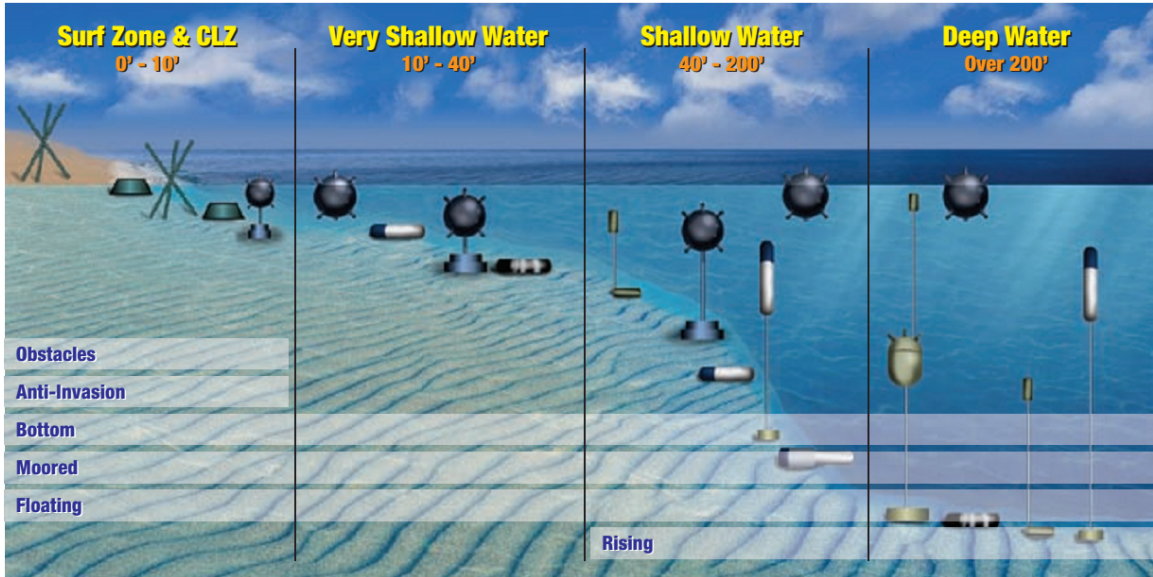 Surf Zone & CLZ
0' - 10'
Very Shallow Water
10' - 40'
Shallow Water
40' - 200'
Deep Water
Over 200'
Obstacles
Anti-Invasion
Bottom
Moored
Floating
Rising